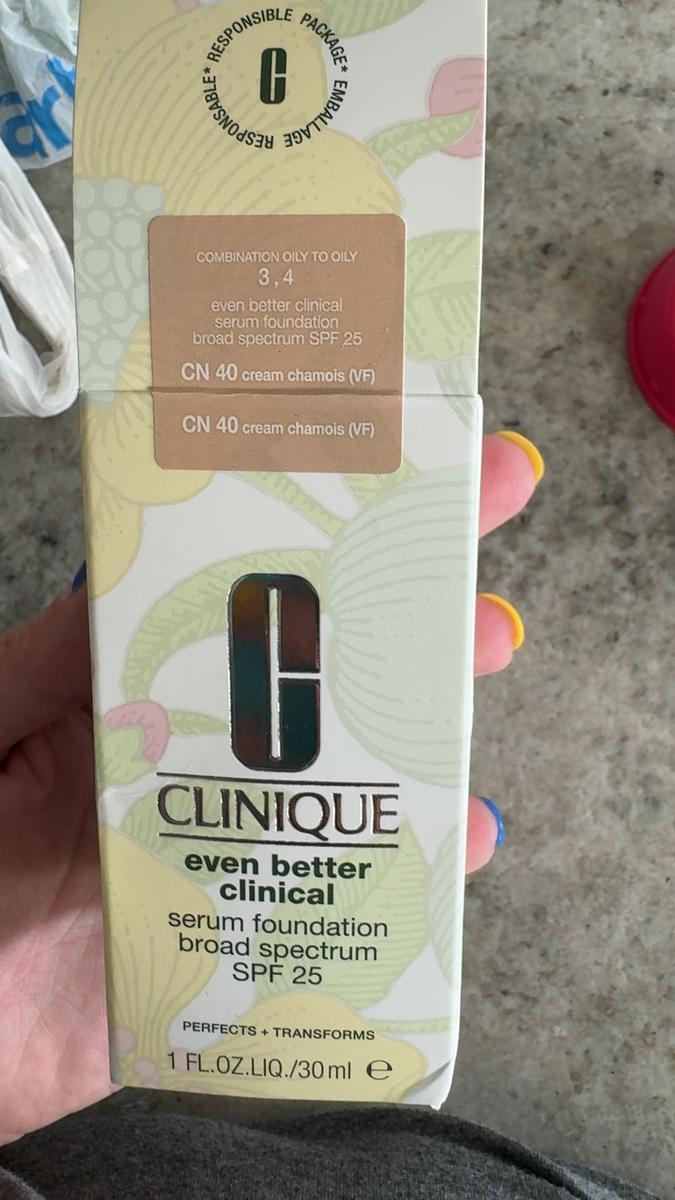 *RESPONSIBLE PACKAGE*
EMBALLAGE RESPONSABLE
C
COMBINATION OILY TO OILY
3,4
even better clinical
serum foundation
broad spectrum SPF 25
CN 40 cream chamois (VF)
CN 40 cream chamois (VF)
C
CLINIQUE
even better
clinical
serum foundation
broad spectrum
SPF 25
PERFECTS + TRANSFORMS
1 FL.OZ.LIQ./30ml e